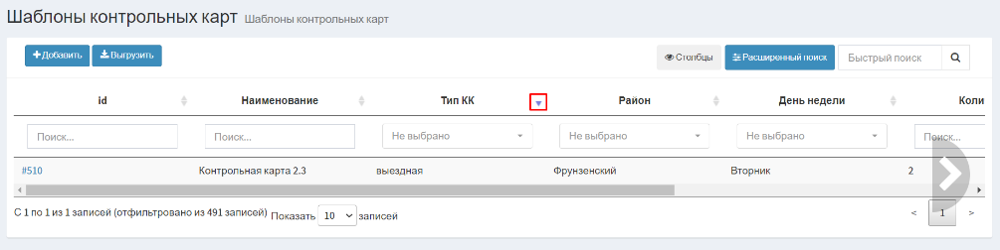 Шаблоны контрольных карт Шаблоны контрольных карт
Добавить Выгрузить Столбцы Расширенный поиск Быстрый поиск
id Наименование Тип КК Район День недели Коли
Поиск... Поиск... Не выбрано Не выбрано Не выбрано Поиск...
#510 Контрольная карта 2.3 выездная Фрунзенский Вторник 2
С 1 по 1 из 1 записей (отфильтровано из 491 записей) Показать 10 записей < 1 >